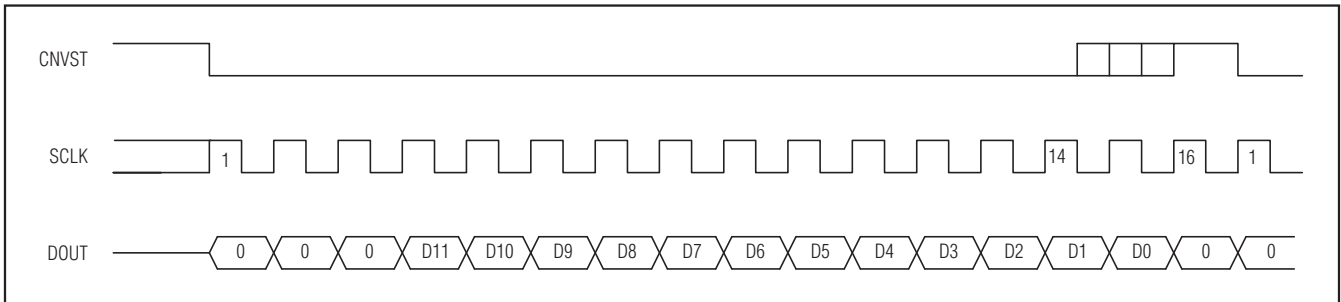 CNVST
SCLK 1 14 16 1
DOUT 0 0 0 D11 D10 D9 D8 D7 D6 D5 D4 D3 D2 D1 D0 0 0